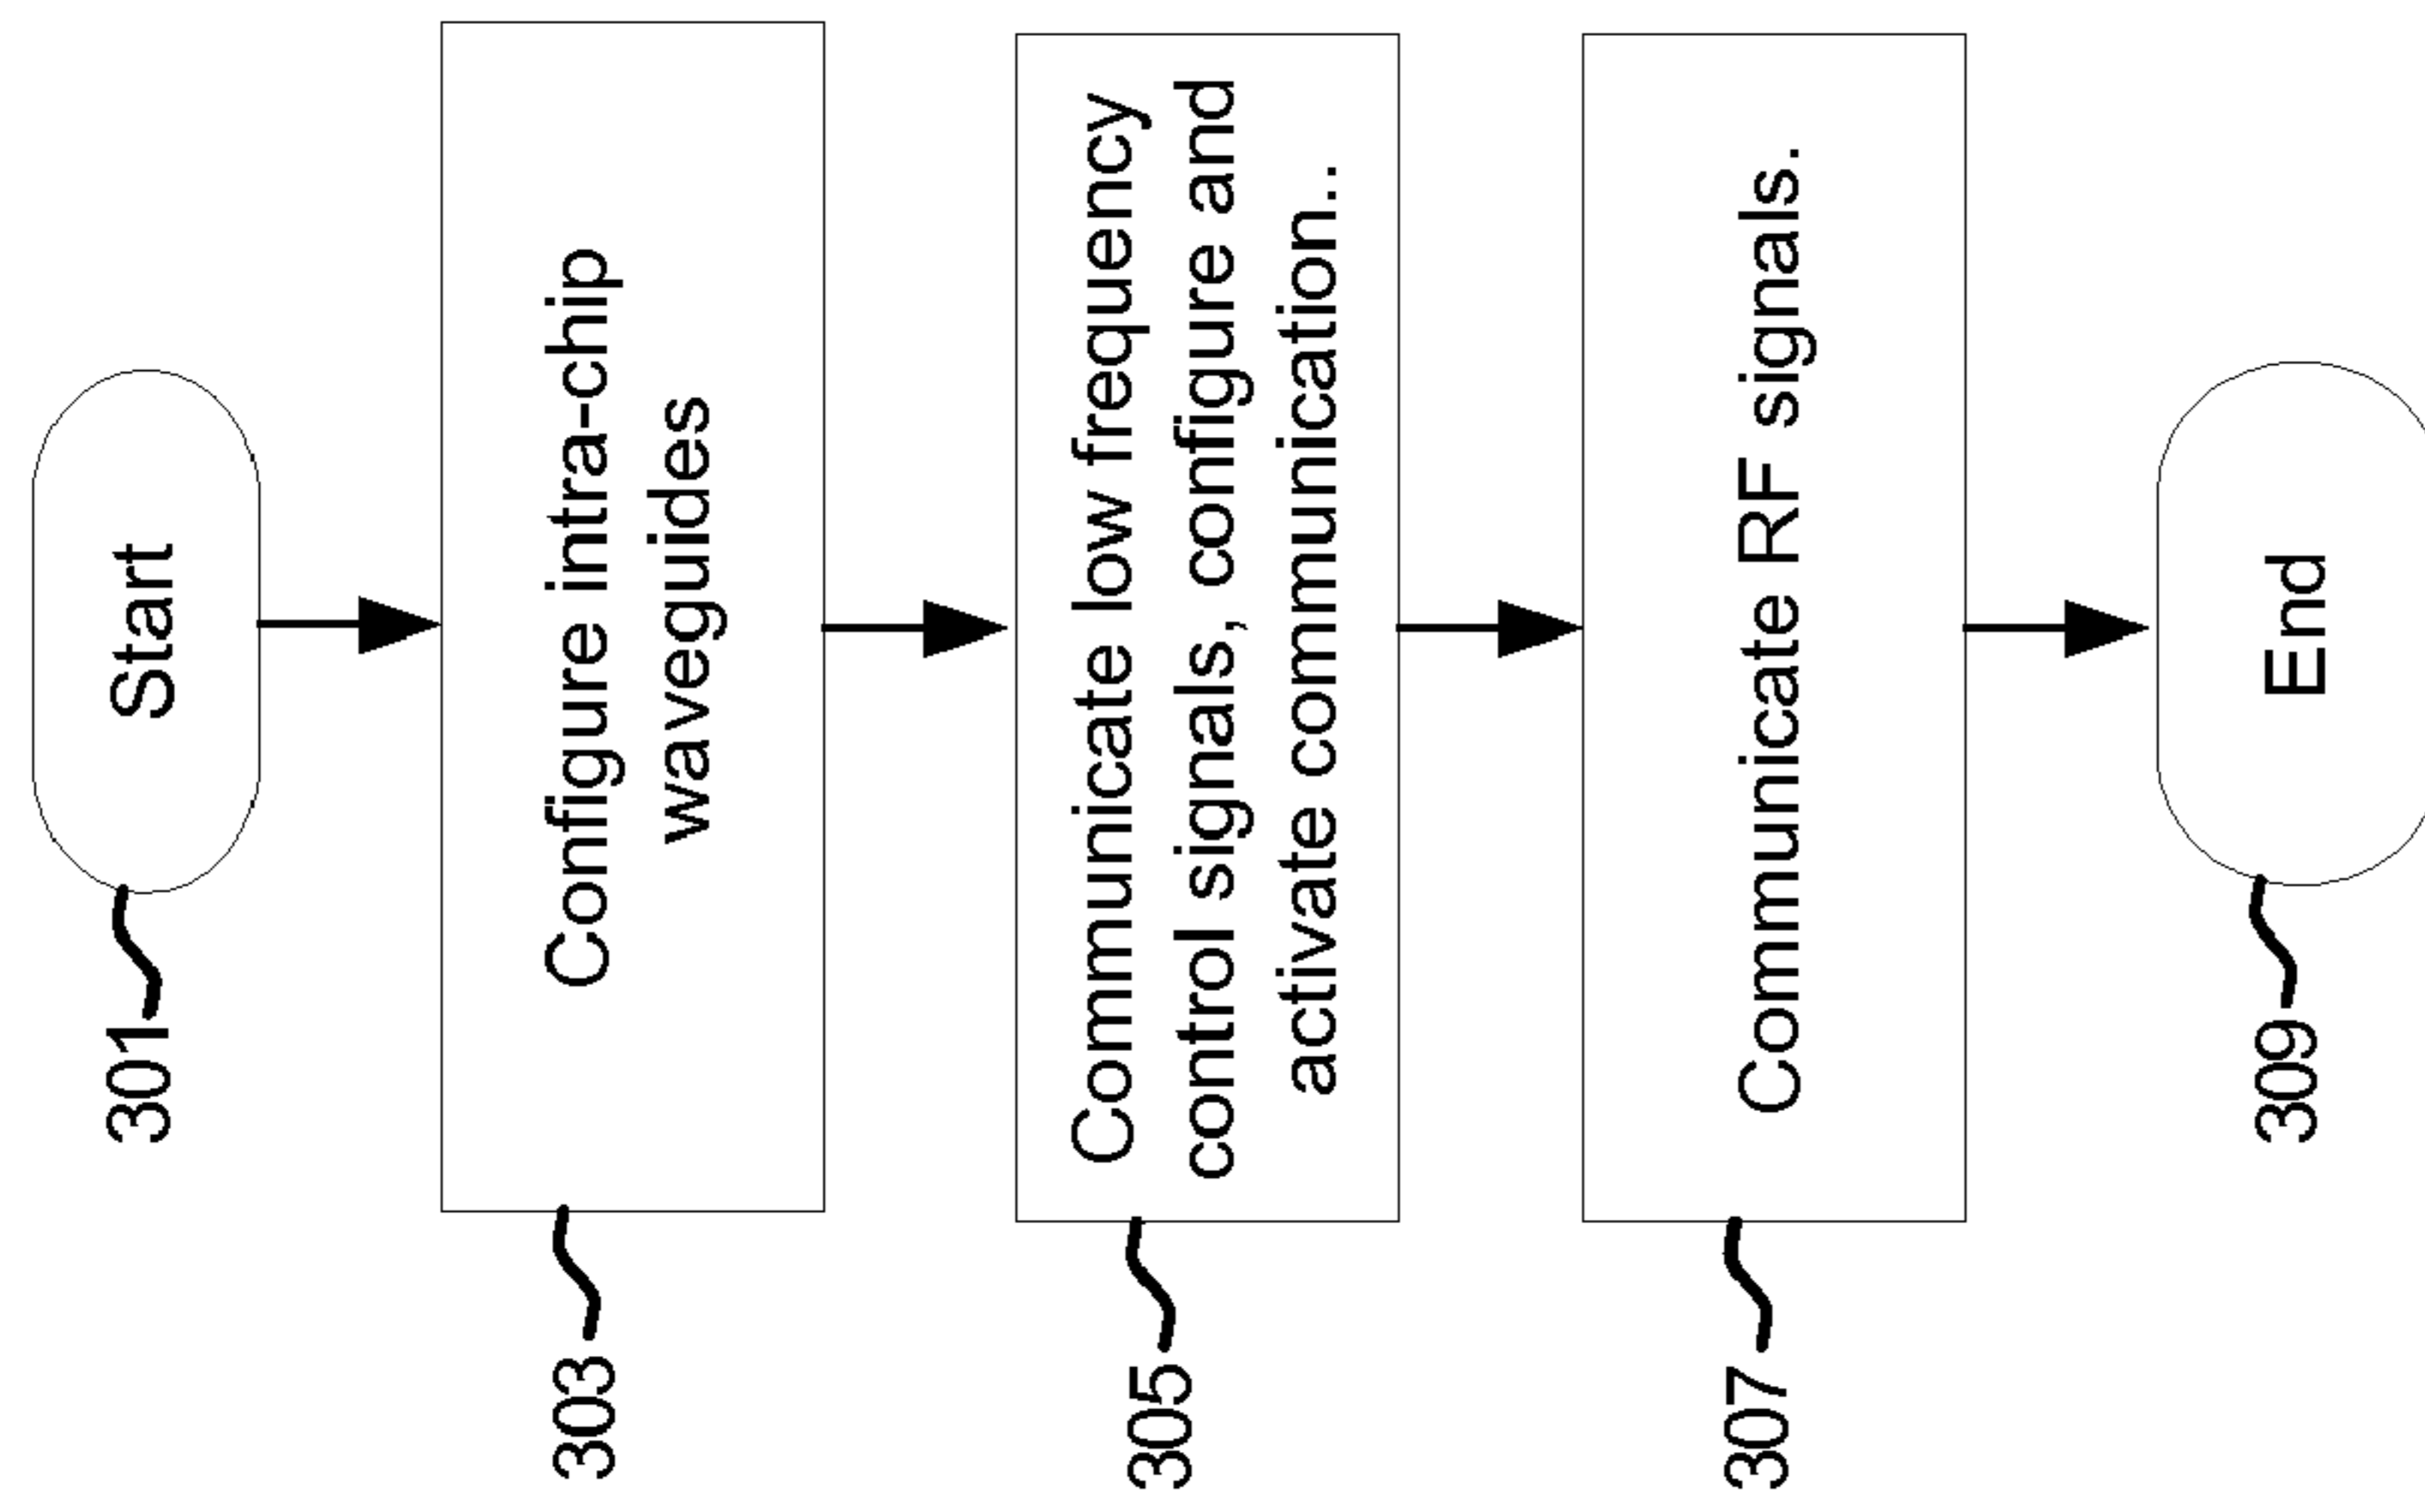 301
Start
303
Configure intra-chip
waveguides
305
Communicate low frequency
control signals, configure and
activate communication..
307
Communicate RF signals.
309
End